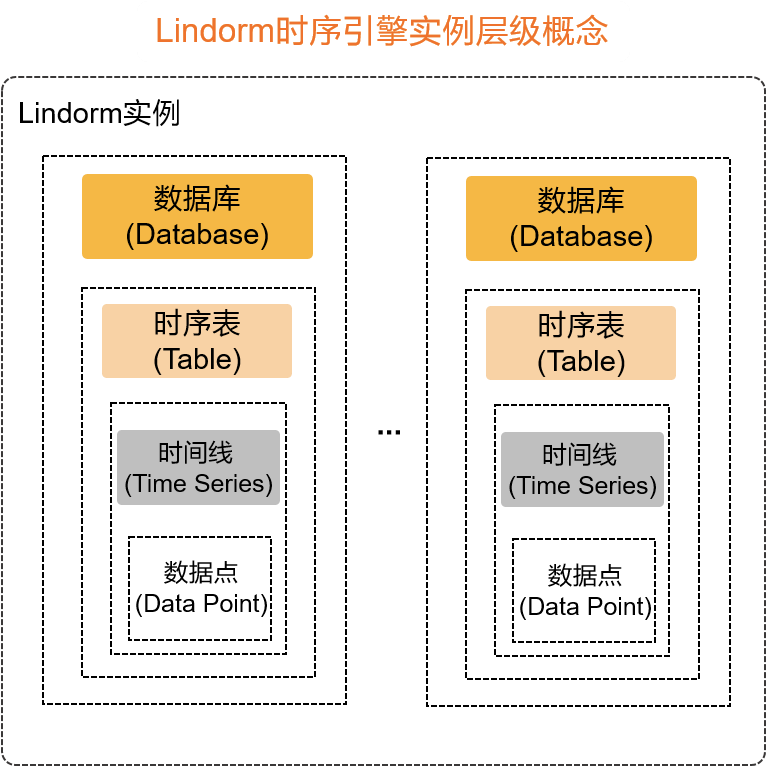 Lindorm时序引擎实例层级概念
Lindorm实例
数据库
(Database)
时序表
(Table)
时间线
(Time Series)
数据点
(Data Point)
...
数据库
(Database)
时序表
(Table)
时间线
(Time Series)
数据点
(Data Point)